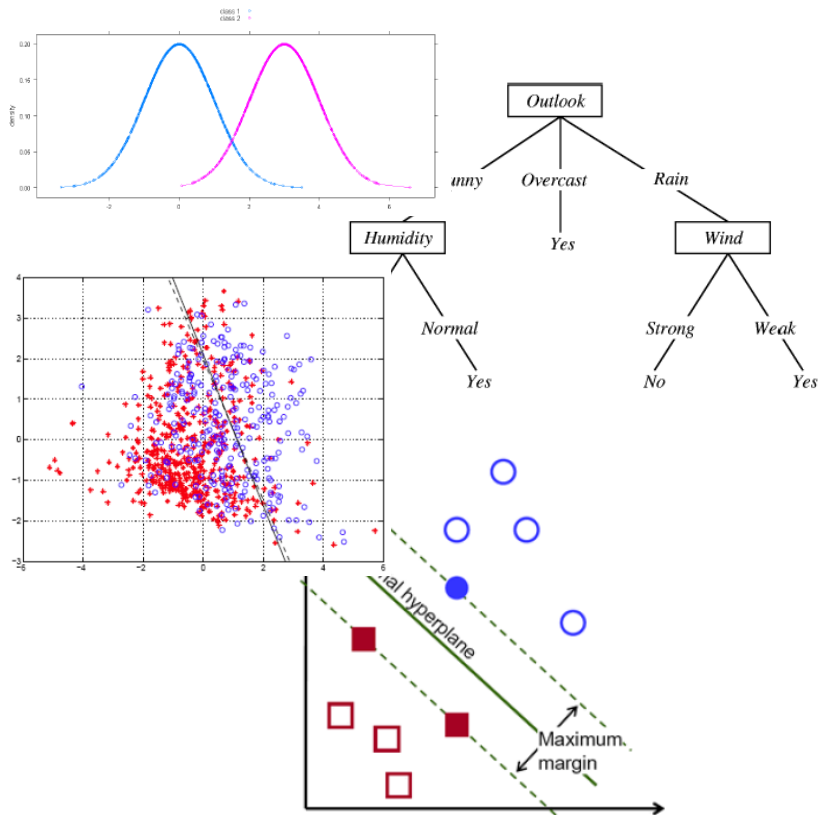 class 1
class 2
density
0.20
0.15
0.10
0.05
0.00
-2
0
2
4
6
Outlook
unny
Overcast
Rain
Humidity
Yes
Wind
Normal
Strong
Weak
Yes
No
Yes
4
3
2
1
0
-1
-2
-3
-6
-4
-2
0
2
4
6
nal hyperplane
Maximum
margin